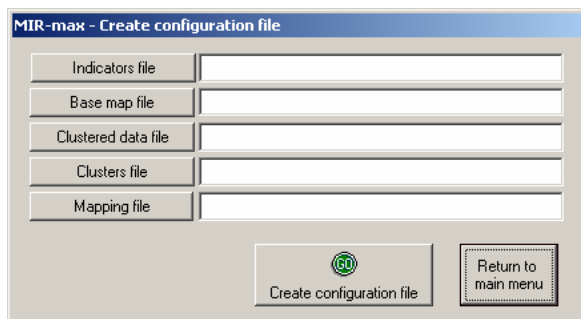 MIR-max - Create configuration file
Indicators file
Base map file
Clustered data file
Clusters file
Mapping file
GO
Create configuration file
Return to
main menu